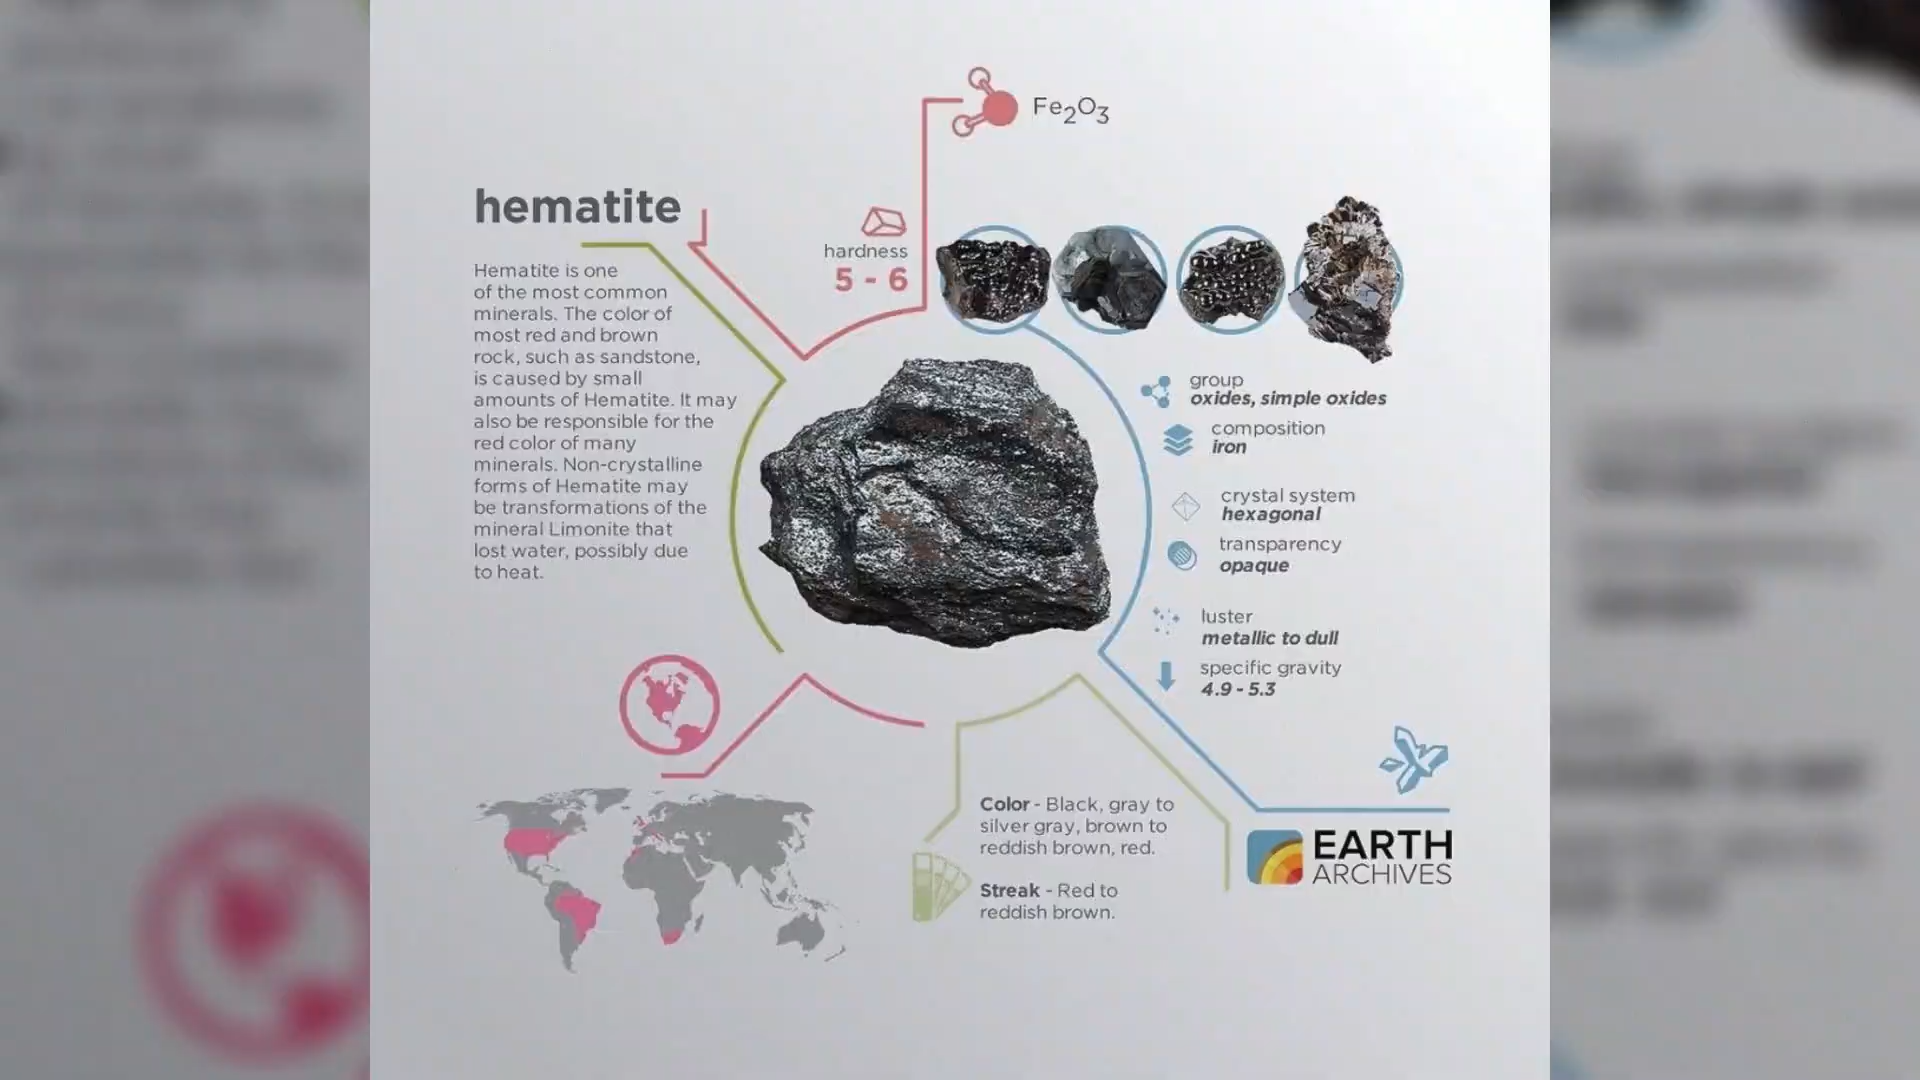 Fe₂O₃
hematite
hardness
5 - 6
Hematite is one
of the most common
minerals. The color of
most red and brown
rock, such as sandstone,
is caused by small
amounts of Hematite. It may
also be responsible for the
red color of many
minerals. Non-crystalline
forms of Hematite may
be transformations of the
mineral Limonite that
lost water, possibly due
to heat.
group
oxides, simple oxides
composition
iron
crystal system
hexagonal
transparency
opaque
luster
metallic to dull
specific gravity
4.9 - 5.3
Color - Black, gray to
silver gray, brown to
reddish brown, red.
Streak - Red to
reddish brown.
EARTH
ARCHIVES